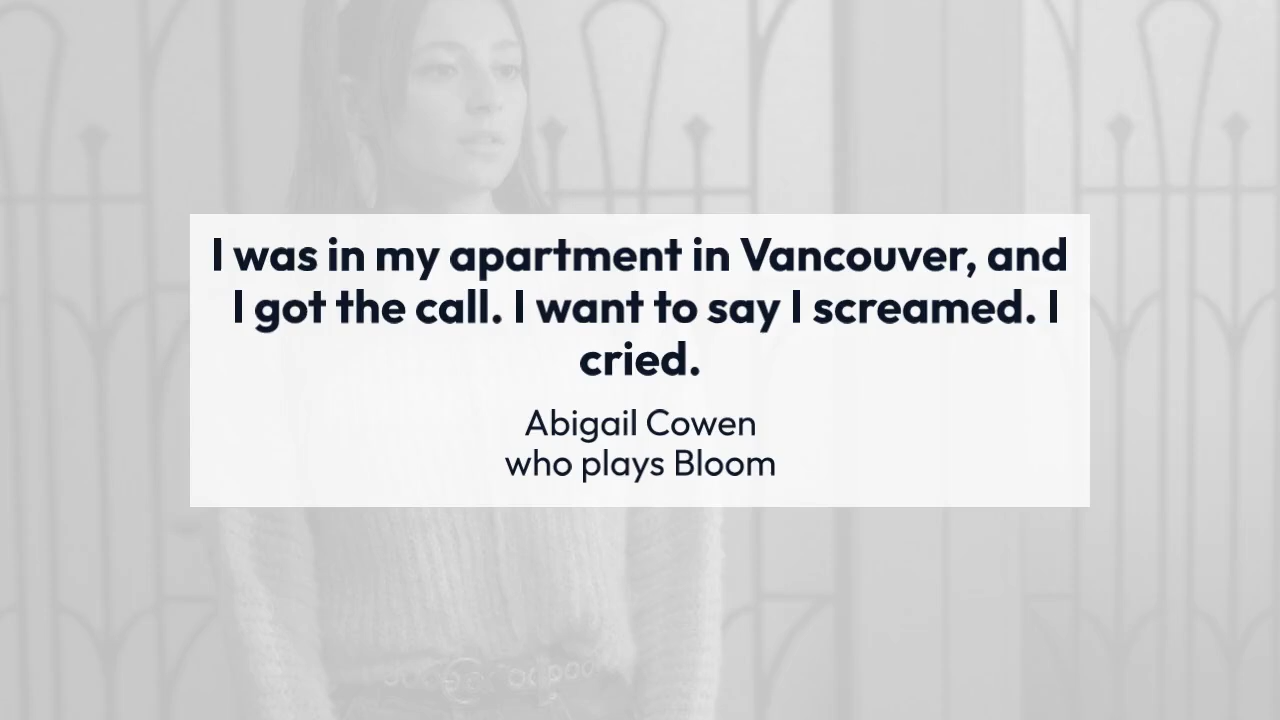 I was in my apartment in Vancouver, and
I got the call. I want to say I screamed. I
cried.
Abigail Cowen
who plays Bloom